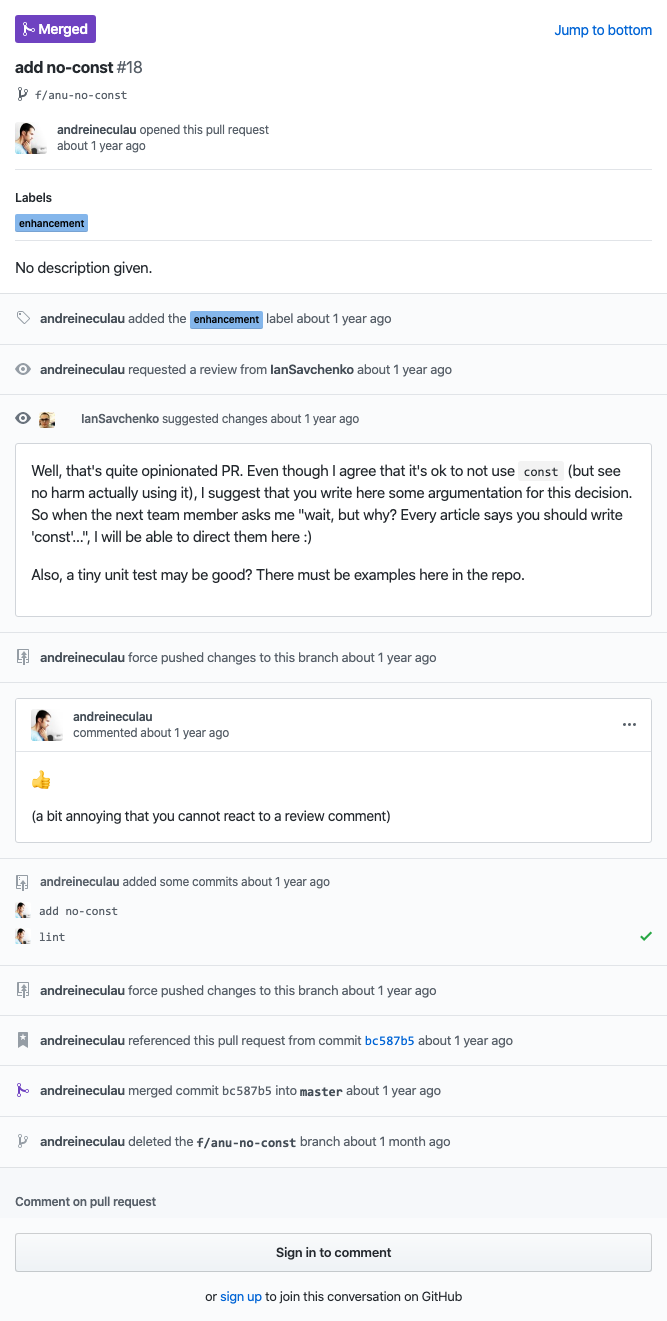 Merged
Jump to bottom
add no-const #18
f/anu-no-const
andreineculau opened this pull request
about 1 year ago
Labels
enhancement
No description given.
andreineculau added the enhancement label about 1 year ago
andreineculau requested a review from IanSavchenko about 1 year ago
IanSavchenko suggested changes about 1 year ago
Well, that's quite opinionated PR. Even though I agree that it's ok to not use const (but see
no harm actually using it), I suggest that you write here some argumentation for this decision.
So when the next team member asks me "wait, but why? Every article says you should write
'const'...", I will be able to direct them here :)
Also, a tiny unit test may be good? There must be examples here in the repo.
andreineculau force pushed changes to this branch about 1 year ago
andreineculau
commented about 1 year ago
👍
(a bit annoying that you cannot react to a review comment)
andreineculau added some commits about 1 year ago
add no-const
lint
andreineculau force pushed changes to this branch about 1 year ago
andreineculau referenced this pull request from commit bc587b5 about 1 year ago
andreineculau merged commit bc587b5 into master about 1 year ago
andreineculau deleted the f/anu-no-const branch about 1 month ago
Comment on pull request
Sign in to comment
or sign up to join this conversation on GitHub